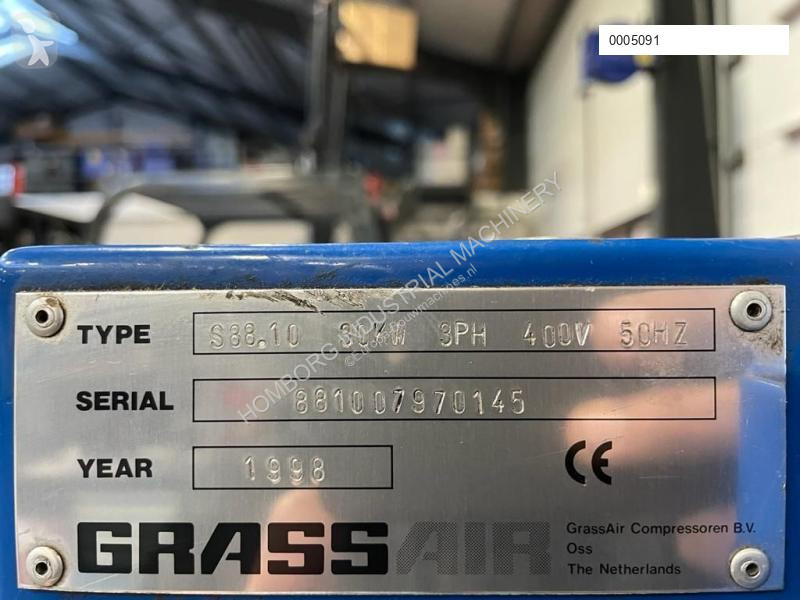 0005091
TYPE S88.10 30KW 3PH 400V 50HZ
SERIAL 881007970145
YEAR 1998
CE
GRASSAIR
GrassAir Compressoren B.V.
Oss
The Netherlands
HOMBORG INDUSTRIAL MACHINERY